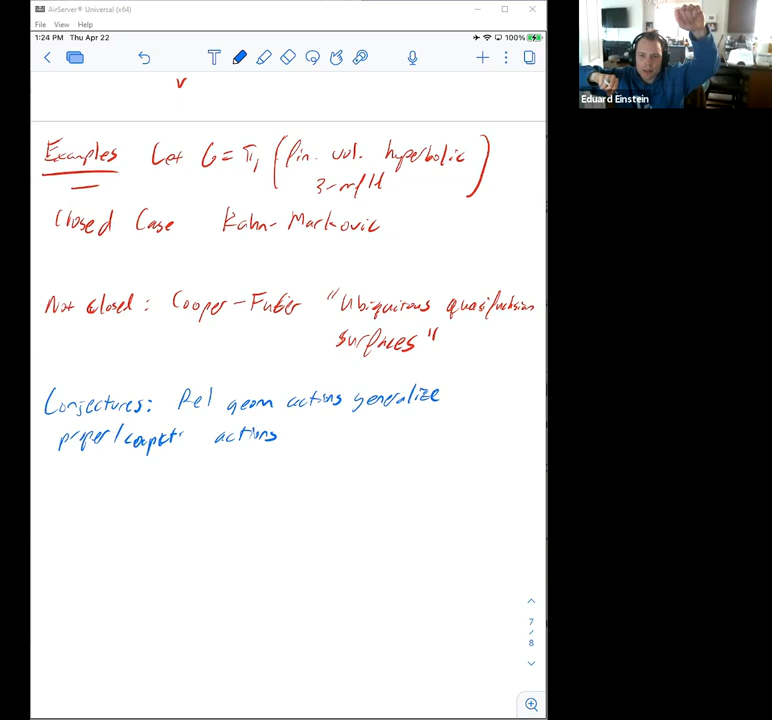 AirServer® Universal (x64)
File View Help
1:24 PM Thu Apr 22
100%
T
v
Examples Let G = π₁ (fin. vol. hyperbolic
3-mfld)
Closed Case Kahn-Markovic
Not closed: Cooper-Futer "Ubiquitous quasifuchsian
surfaces"
Conjectures: Rel geom actions generalize
proper/cocpct. actions
7
/
8
Eduard Einstein